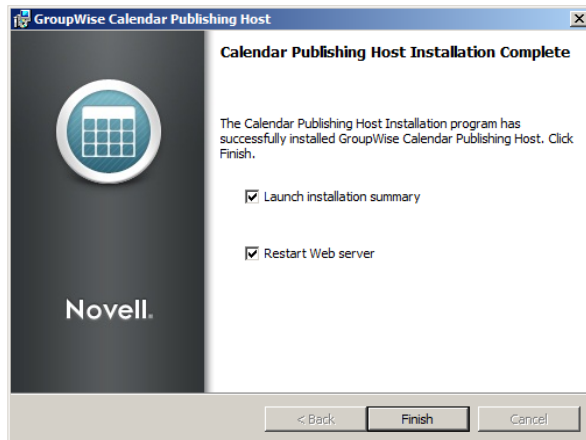 GroupWise Calendar Publishing Host
Calendar Publishing Host Installation Complete
The Calendar Publishing Host Installation program has
successfully installed GroupWise Calendar Publishing Host. Click
Finish.
Launch installation summary
Restart Web server
Novell.
< Back Finish Cancel